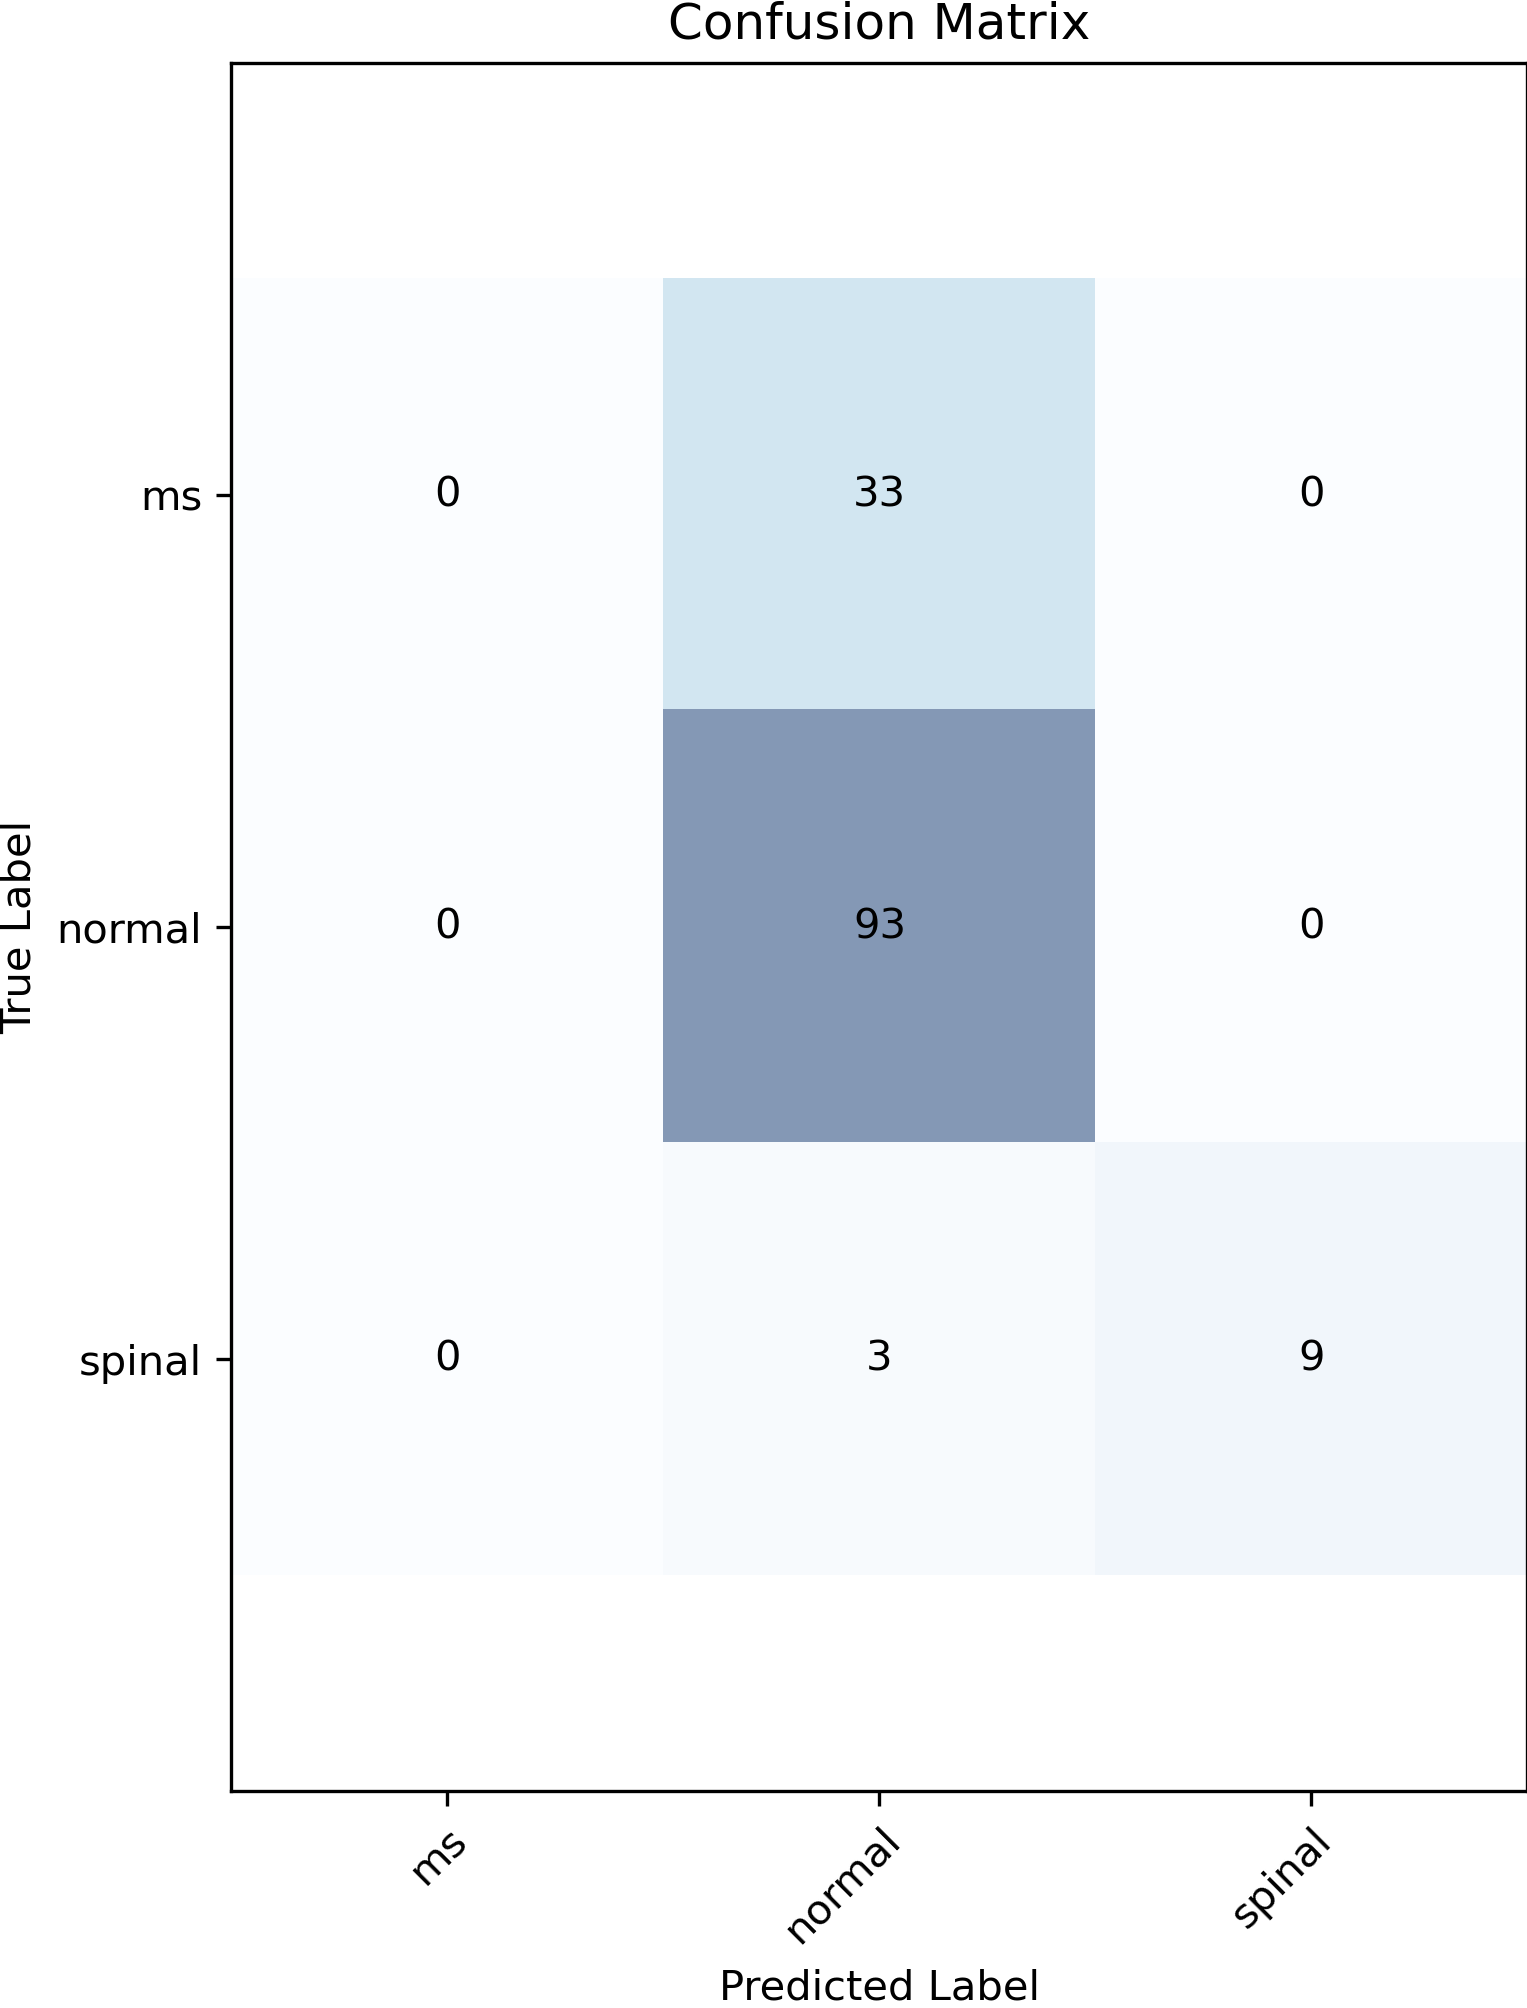 Confusion Matrix
True Label
ms
0 33 0
normal
0 93 0
spinal
0 3 9
ms normal spinal
Predicted Label